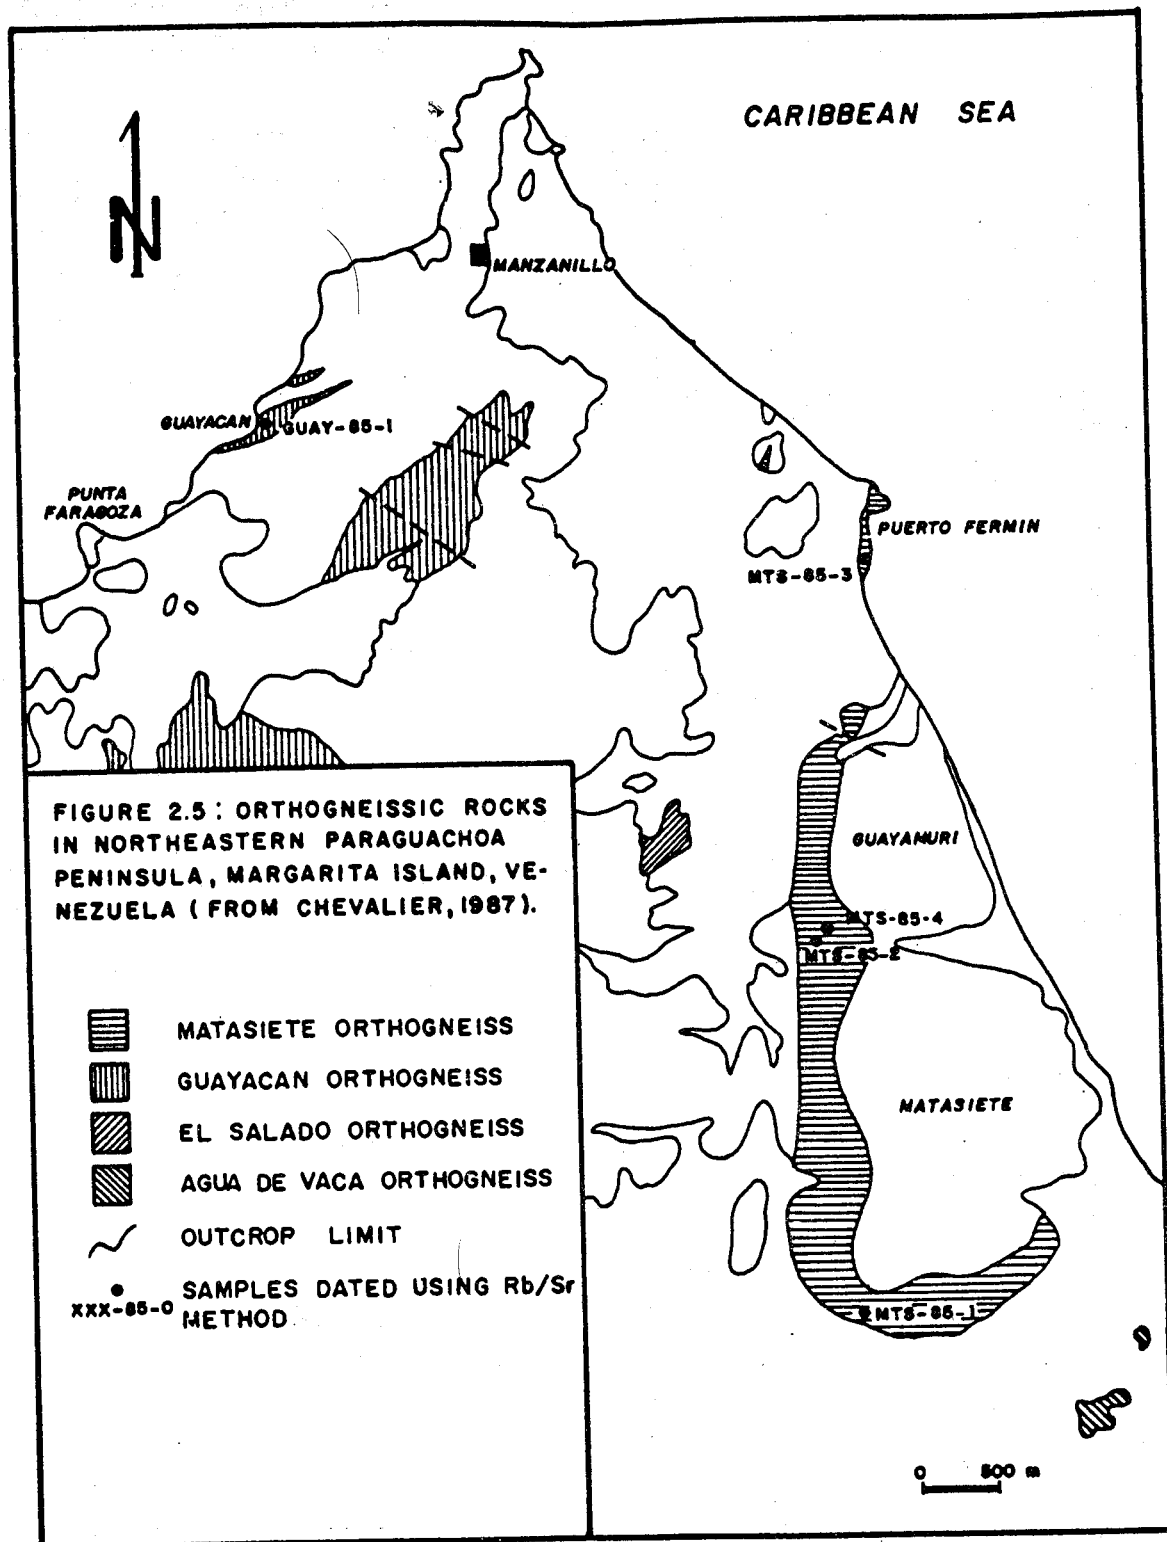 CARIBBEAN SEA
N
MANZANILLO
GUAYACAN
GUAY-85-1
PUNTA
FARAGOZA
PUERTO FERMIN
MTS-85-3
GUAYAMURI
MTS-85-4
MTS-85-2
MATASIETE
MTS-85-1
0 500 m
FIGURE 2.5: ORTHOGNEISSIC ROCKS
IN NORTHEASTERN PARAGUACHOA
PENINSULA, MARGARITA ISLAND, VE-
NEZUELA (FROM CHEVALIER, 1987).
MATASIETE ORTHOGNEISS
GUAYACAN ORTHOGNEISS
EL SALADO ORTHOGNEISS
AGUA DE VACA ORTHOGNEISS
OUTCROP LIMIT
SAMPLES DATED USING Rb/Sr
XXX-85-0
METHOD